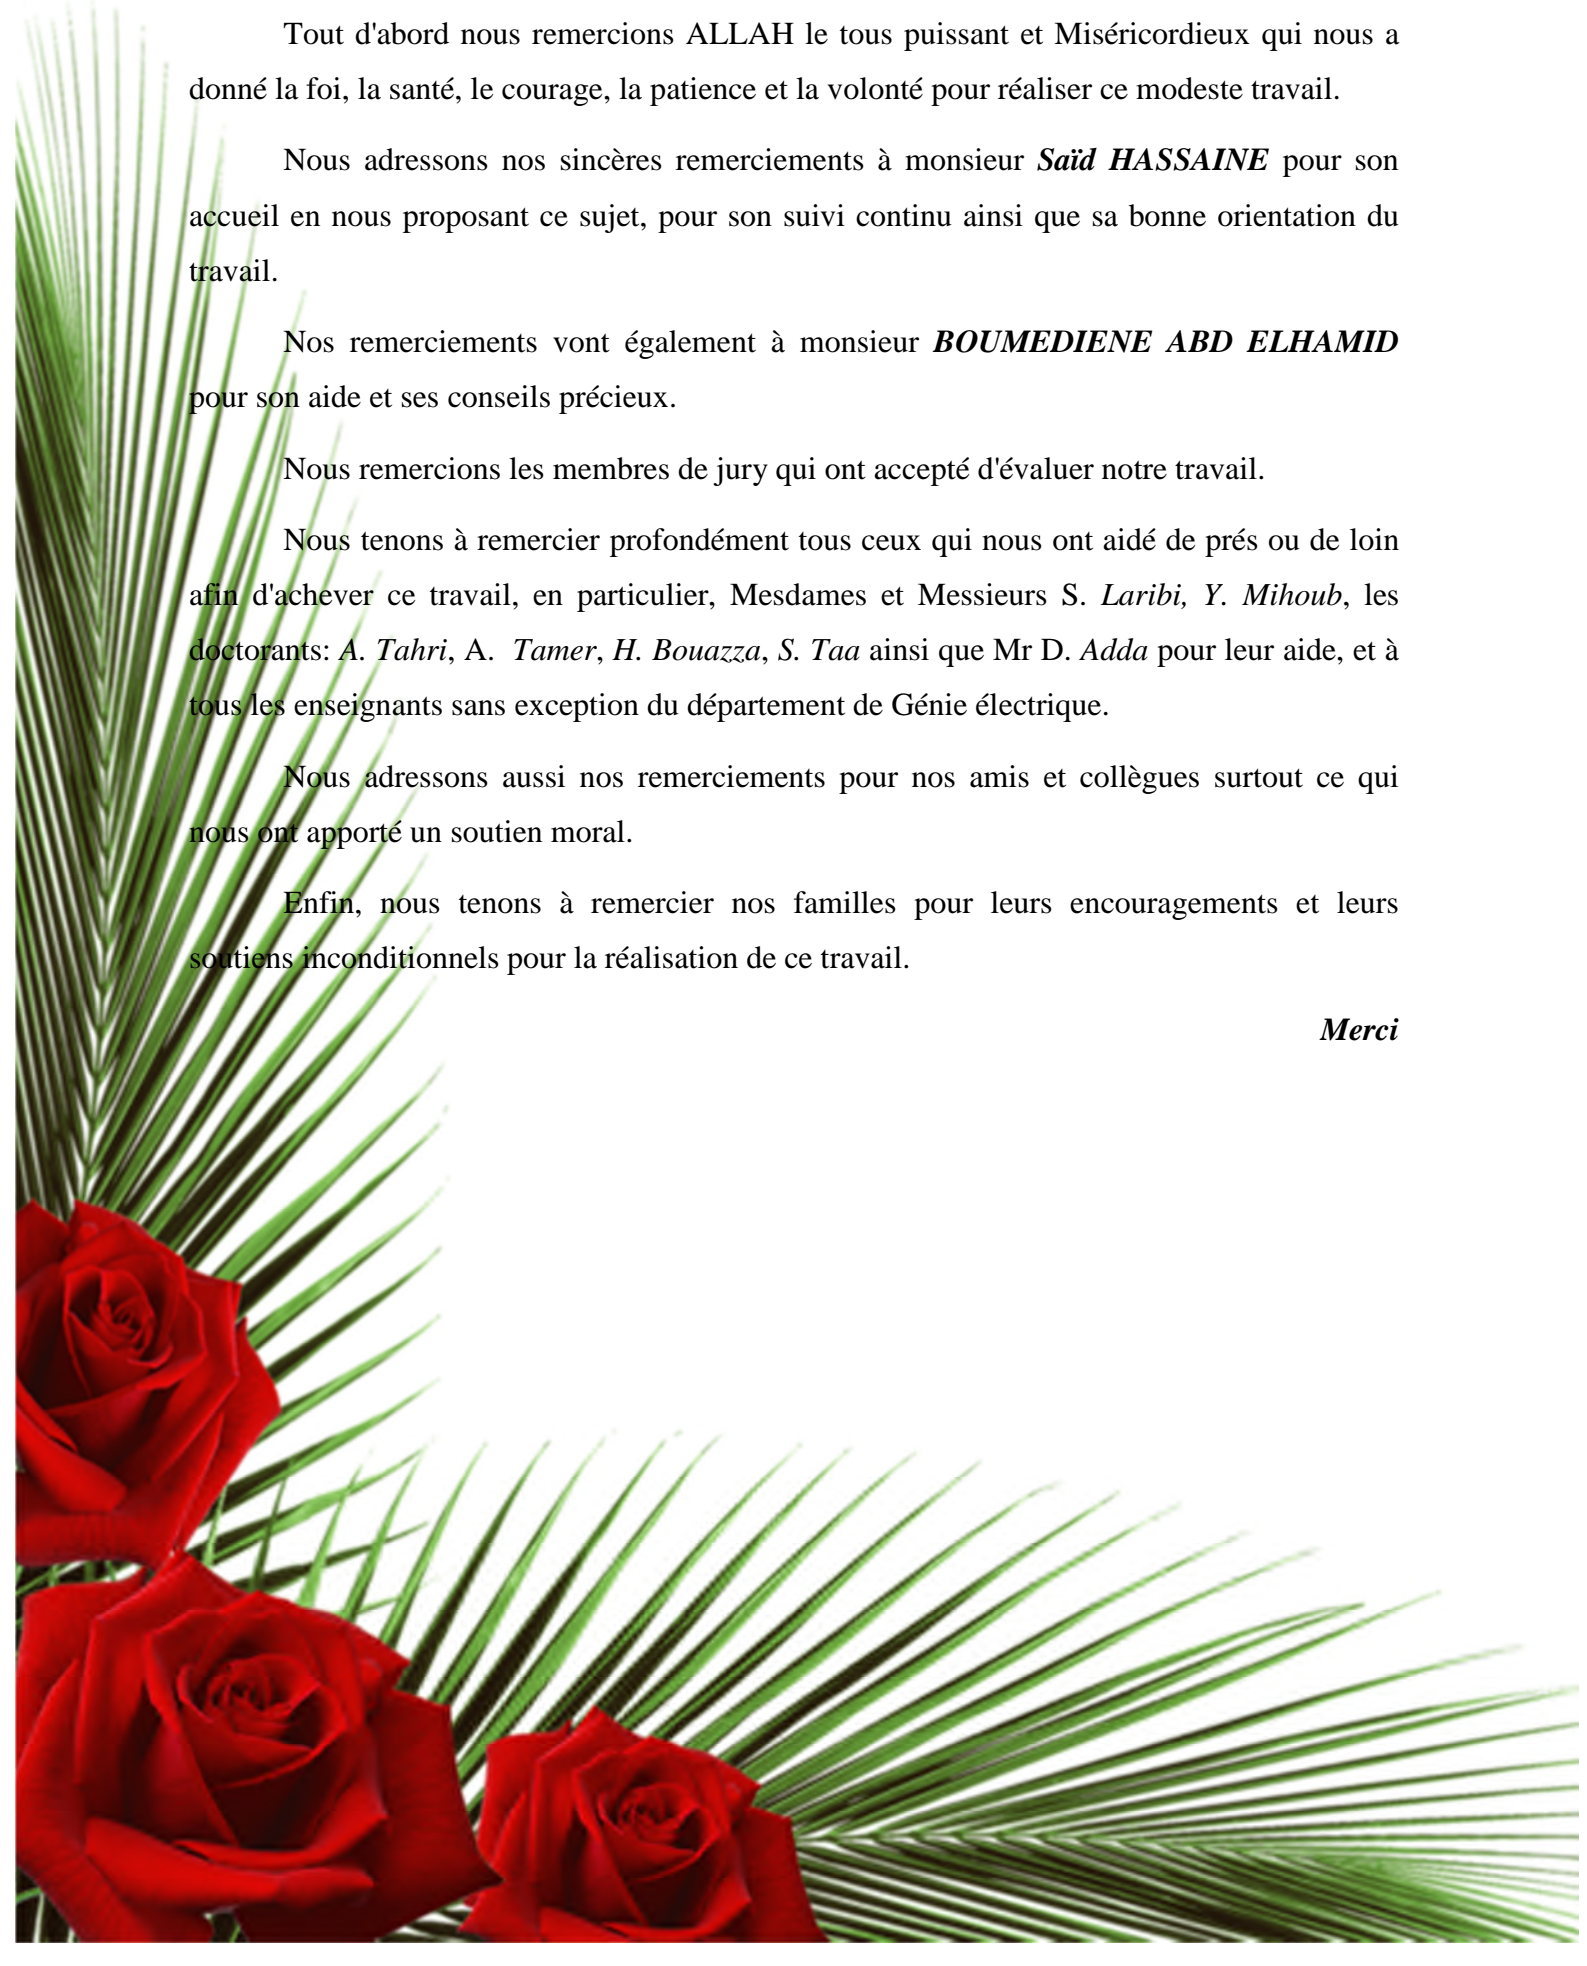 Tout d'abord nous remercions ALLAH le tous puissant et Miséricordieux qui nous a
donné la foi, la santé, le courage, la patience et la volonté pour réaliser ce modeste travail.
Nous adressons nos sincères remerciements à monsieur Saïd HASSAINE pour son
accueil en nous proposant ce sujet, pour son suivi continu ainsi que sa bonne orientation du
travail.
Nos remerciements vont également à monsieur BOUMEDIENE ABD ELHAMID
pour son aide et ses conseils précieux.
Nous remercions les membres de jury qui ont accepté d'évaluer notre travail.
Nous tenons à remercier profondément tous ceux qui nous ont aidé de prés ou de loin
afin d'achever ce travail, en particulier, Mesdames et Messieurs S. Laribi, Y. Mihoub, les
doctorants: A. Tahri, A. Tamer, H. Bouazza, S. Taa ainsi que Mr D. Adda pour leur aide, et à
tous les enseignants sans exception du département de Génie électrique.
Nous adressons aussi nos remerciements pour nos amis et collègues surtout ce qui
nous ont apporté un soutien moral.
Enfin, nous tenons à remercier nos familles pour leurs encouragements et leurs
soutiens inconditionnels pour la réalisation de ce travail.
Merci